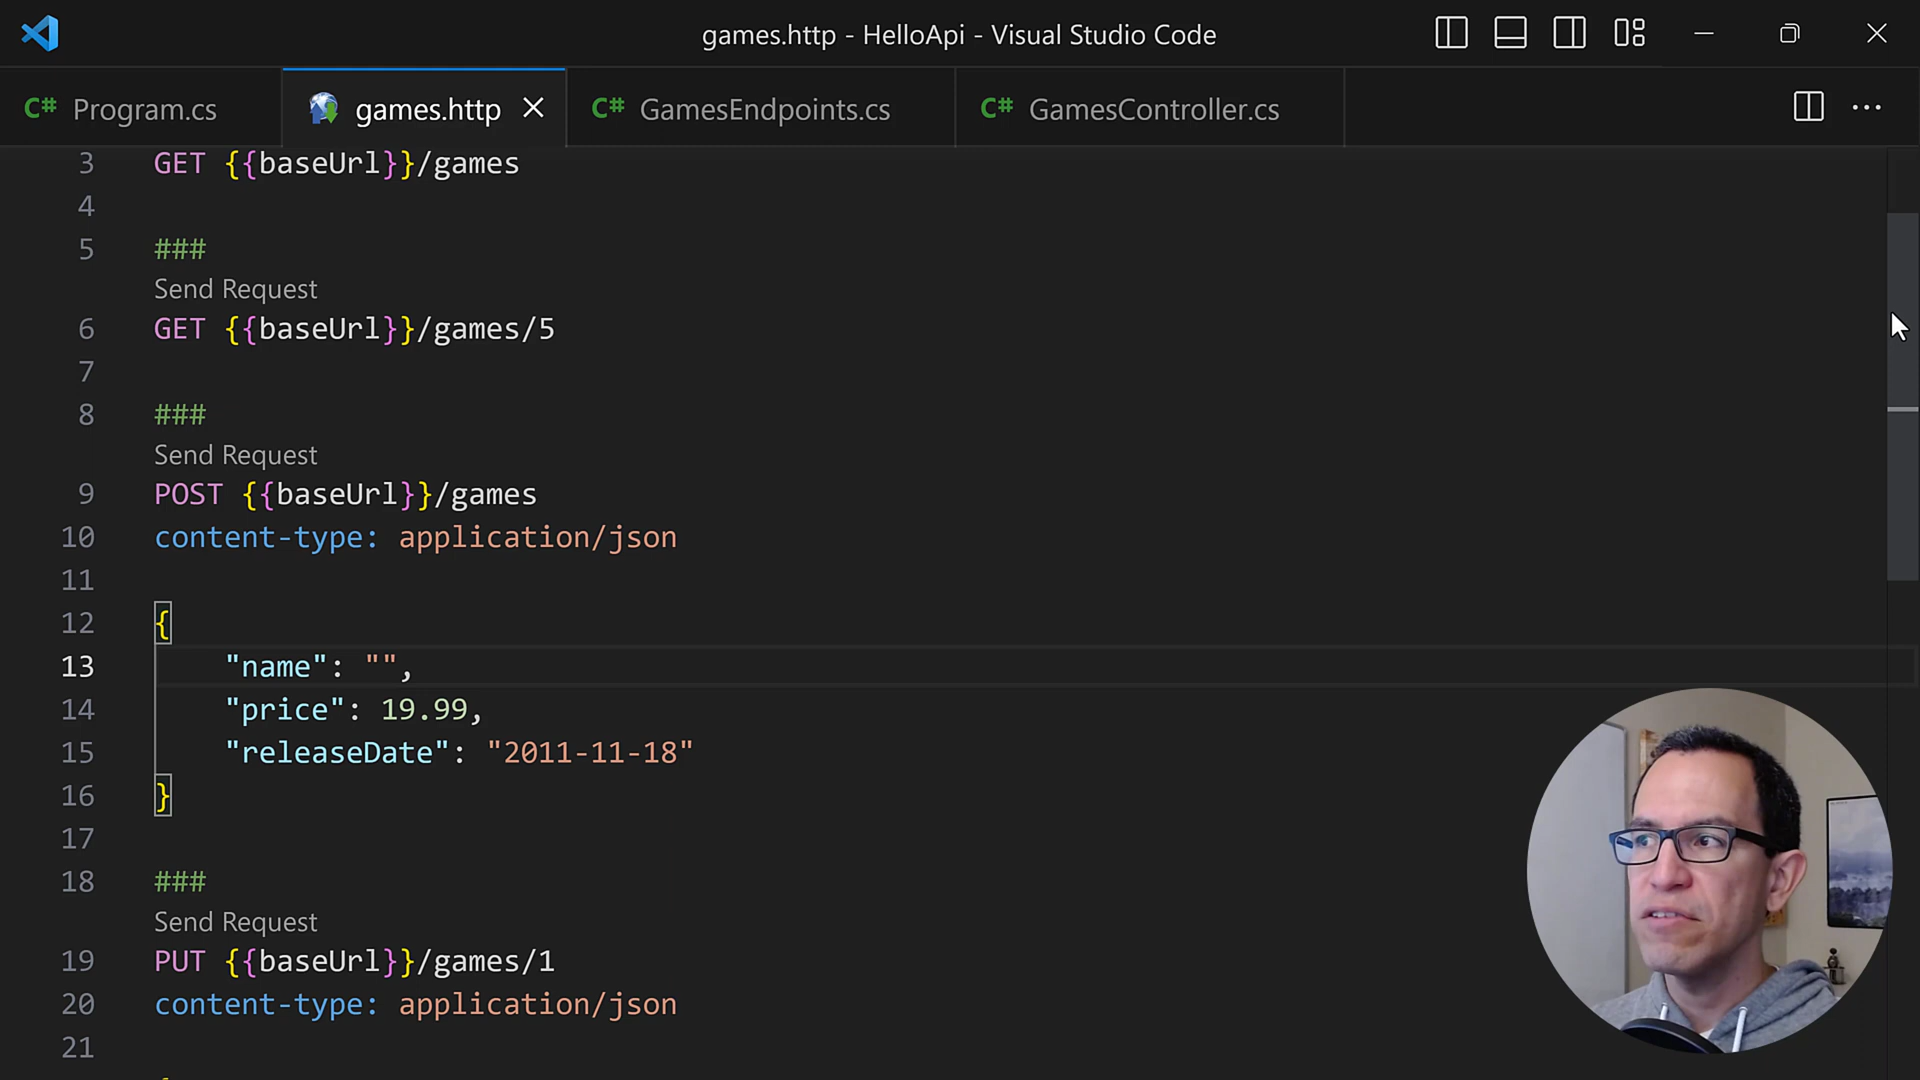 games.http - HelloApi - Visual Studio Code
C# Program.cs
games.http
C# GamesEndpoints.cs
C# GamesController.cs
3 GET {{baseUrl}}/games
4
5 ###
Send Request
6 GET {{baseUrl}}/games/5
7
8 ###
Send Request
9 POST {{baseUrl}}/games
10 content-type: application/json
11
12 {
13 "name": "",
14 "price": 19.99,
15 "releaseDate": "2011-11-18"
16 }
17
18 ###
Send Request
19 PUT {{baseUrl}}/games/1
20 content-type: application/json
21